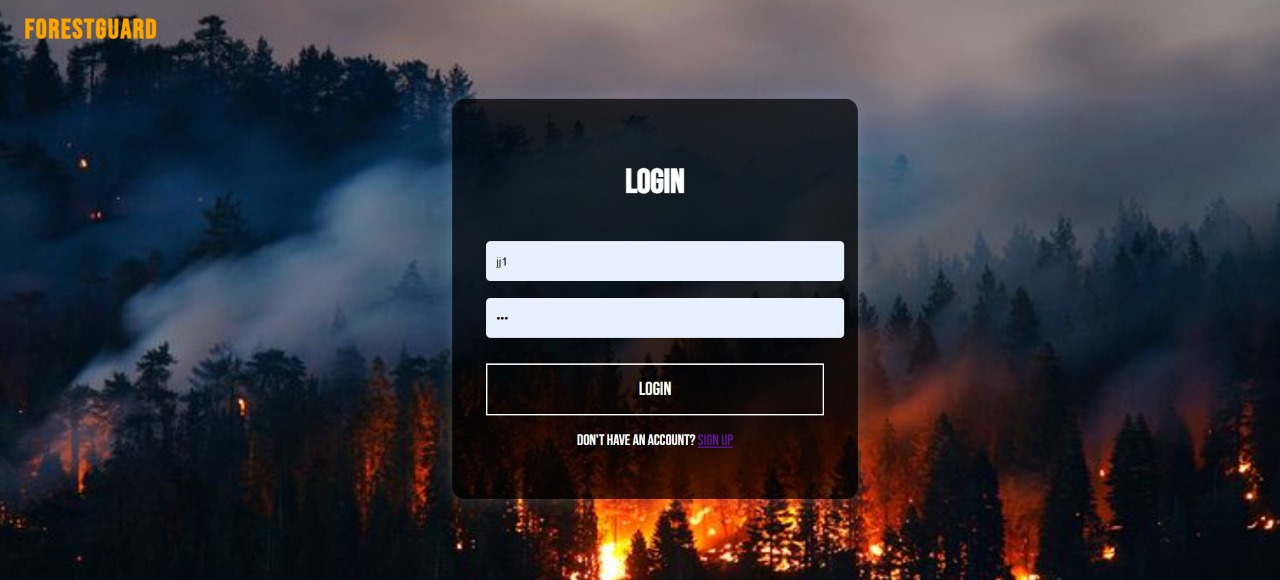 FORESTGUARD
LOGIN
jj1
•••
LOGIN
DON'T HAVE AN ACCOUNT? SIGN UP